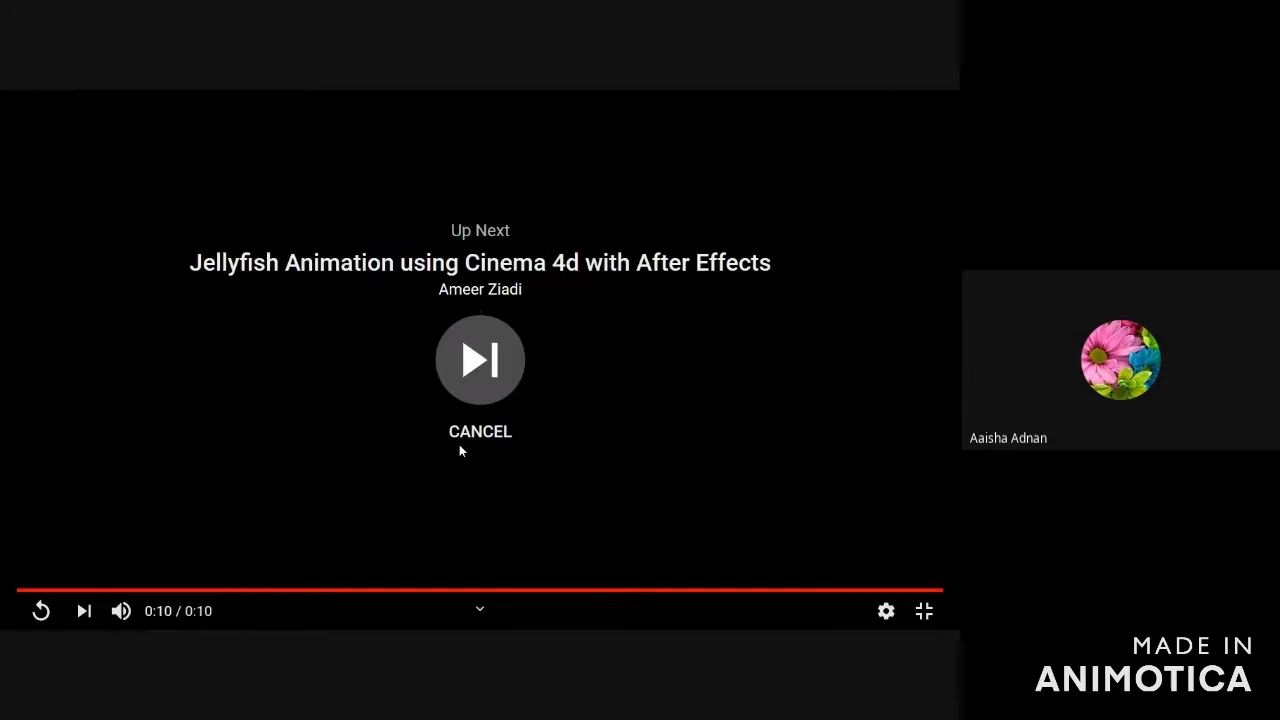 Up Next
Jellyfish Animation using Cinema 4d with After Effects
Ameer Ziadi
CANCEL
Aaisha Adnan
0:10 / 0:10
MADE IN
ANIMOTICA